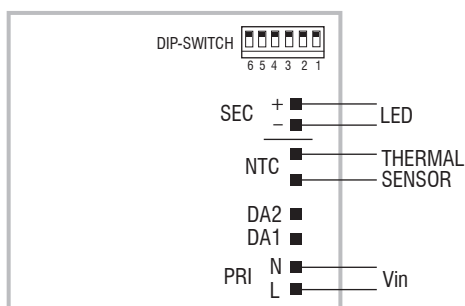 DIP-SWITCH
6 5 4 3 2 1
SEC + LED
−
NTC THERMAL
SENSOR
DA2
DA1
PRI N Vin
L